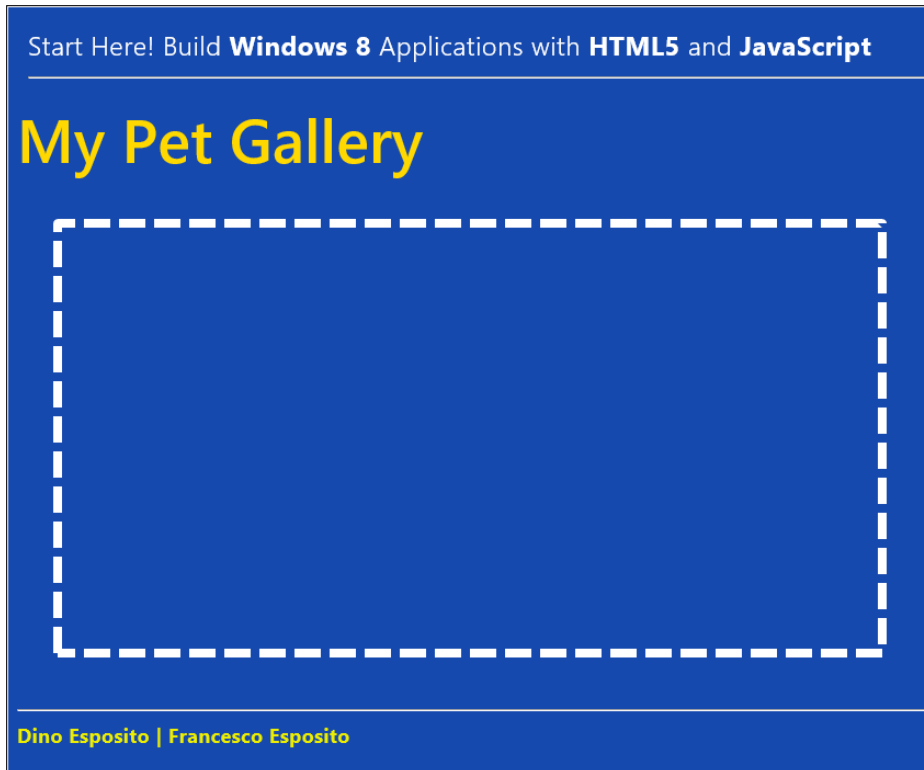 Start Here! Build Windows 8 Applications with HTML5 and JavaScript
My Pet Gallery
Dino Esposito | Francesco Esposito